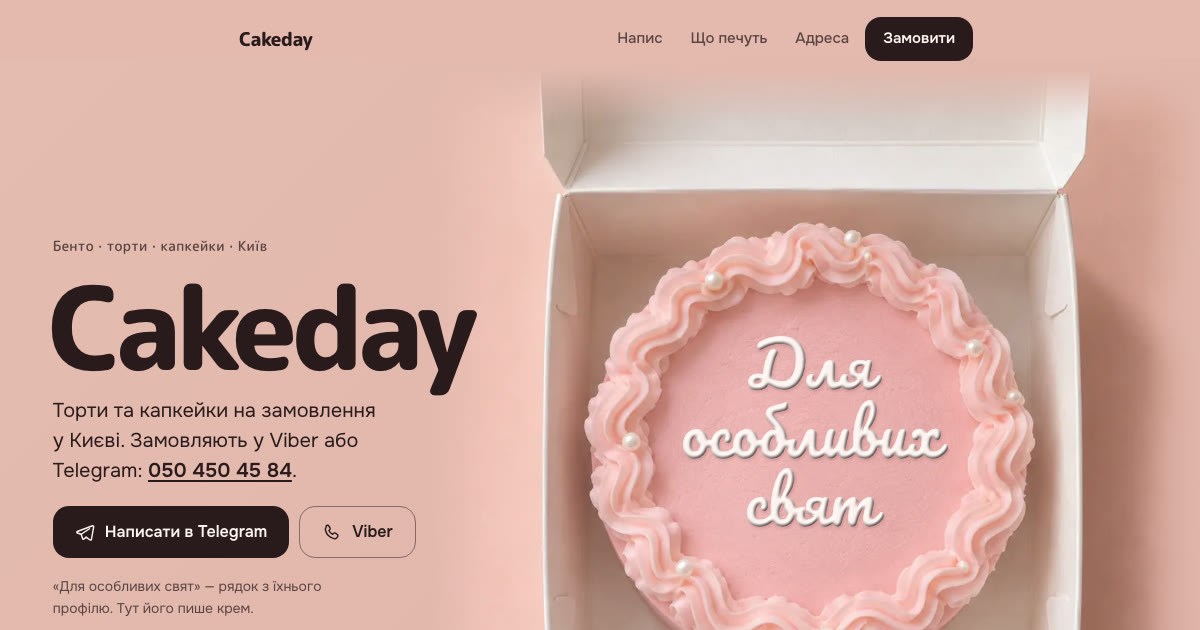 Cakeday
Напис
Що печуть
Адреса
Замовити
Бенто · торти · капкейки · Київ
Cakeday
Торти та капкейки на замовлення
у Києві. Замовляють у Viber або
Telegram: 050 450 45 84.
Написати в Telegram
Viber
«Для особливих свят» — рядок з їхнього
профілю. Тут його пише крем.
Для
особливих
свят